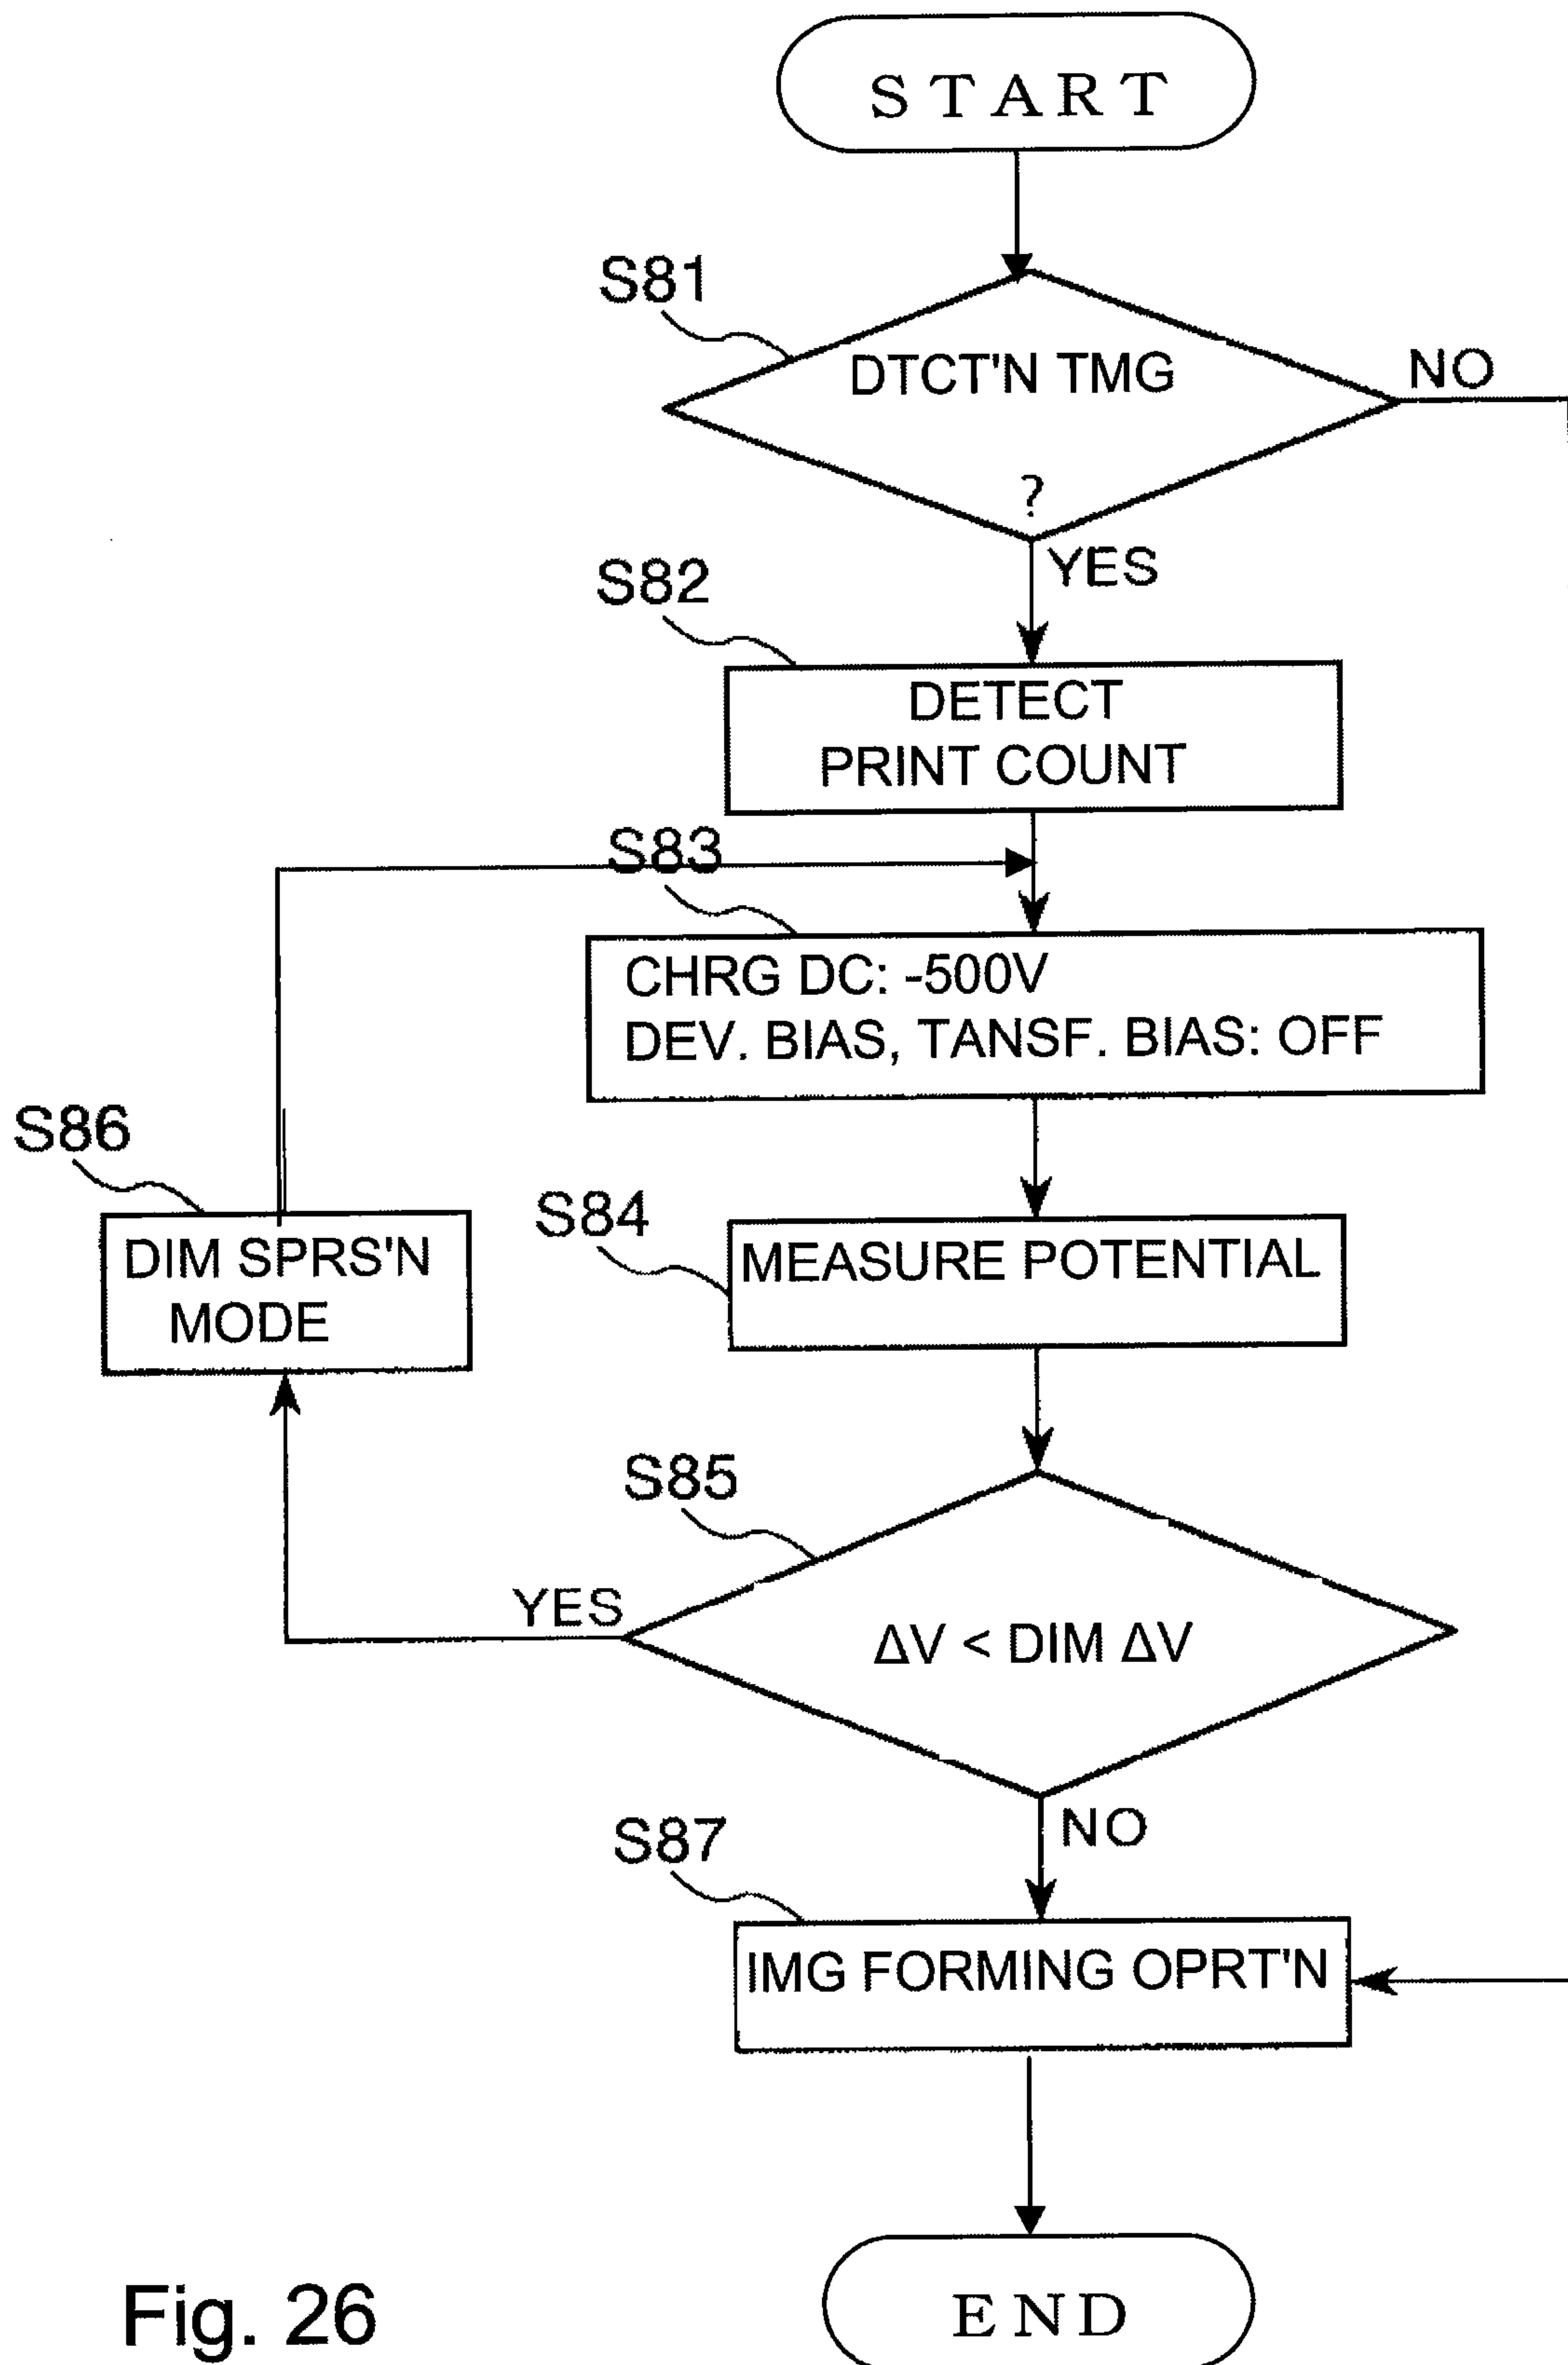 START
S81
DTCT'N TMG
NO
?
YES
S82
DETECT
PRINT COUNT
S83
CHRG DC: -500V
DEV. BIAS, TANSF. BIAS: OFF
S86
DIM SPRS'N
MODE
S84
MEASURE POTENTIAL
S85
YES
ΔV < DIM ΔV
NO
S87
IMG FORMING OPRT'N
END
Fig. 26